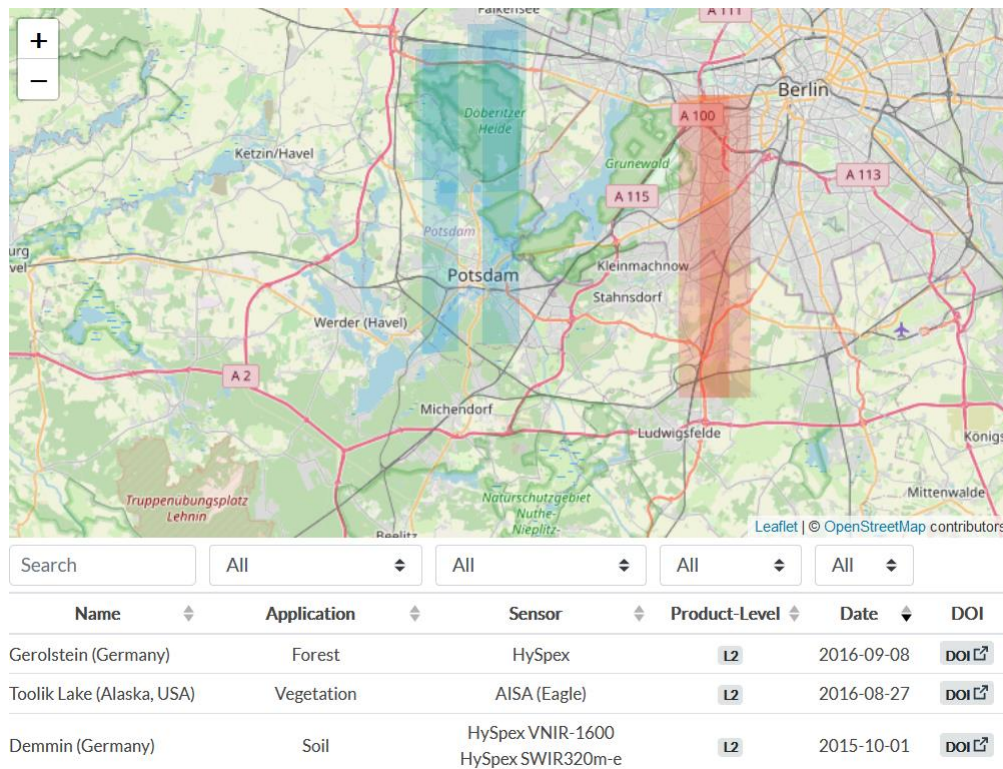 Falkensee
A 111
+
−
Berlin
Döberitzer
Heide
A 100
Ketzin/Havel
Grunewald
A 113
A 115
Potsdam
urg
vel
Potsdam
Kleinmachnow
Stahnsdorf
Werder (Havel)
A 2
Michendorf
Ludwigsfelde
Königs
Mittenwalde
Truppenübungsplatz
Lehnin
Naturschutzgebiet
Nuthe-
Nieplitz-
Beelitz
Leaflet | © OpenStreetMap contributors
Search All All All All
Name Application Sensor Product-Level Date DOI
Gerolstein (Germany) Forest HySpex L2 2016-09-08 DOI
Toolik Lake (Alaska, USA) Vegetation AISA (Eagle) L2 2016-08-27 DOI
HySpex VNIR-1600
Demmin (Germany) Soil L2 2015-10-01 DOI
HySpex SWIR320m-e